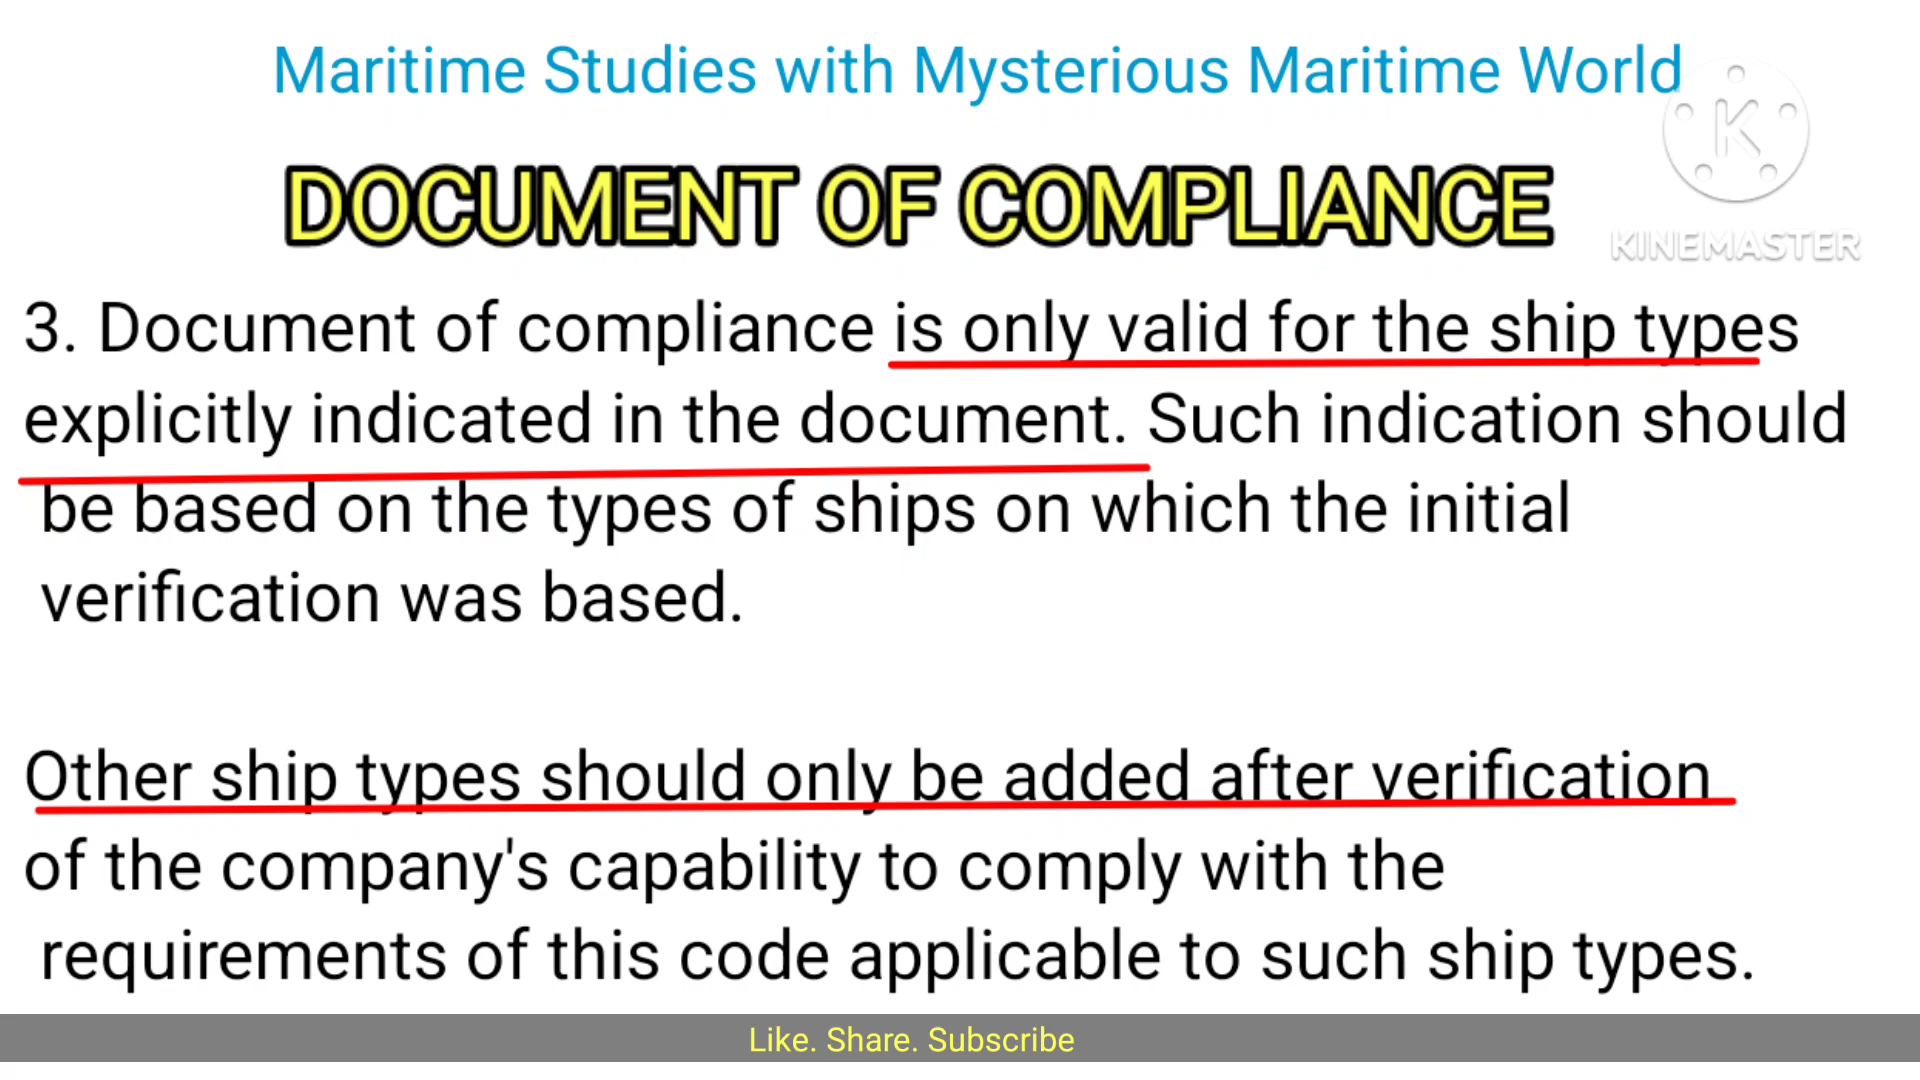 Maritime Studies with Mysterious Maritime World
K
KINEMASTER
DOCUMENT OF COMPLIANCE
3. Document of compliance is only valid for the ship types
explicitly indicated in the document. Such indication should
be based on the types of ships on which the initial
verification was based.
Other ship types should only be added after verification
of the company's capability to comply with the
requirements of this code applicable to such ship types.
Like. Share. Subscribe